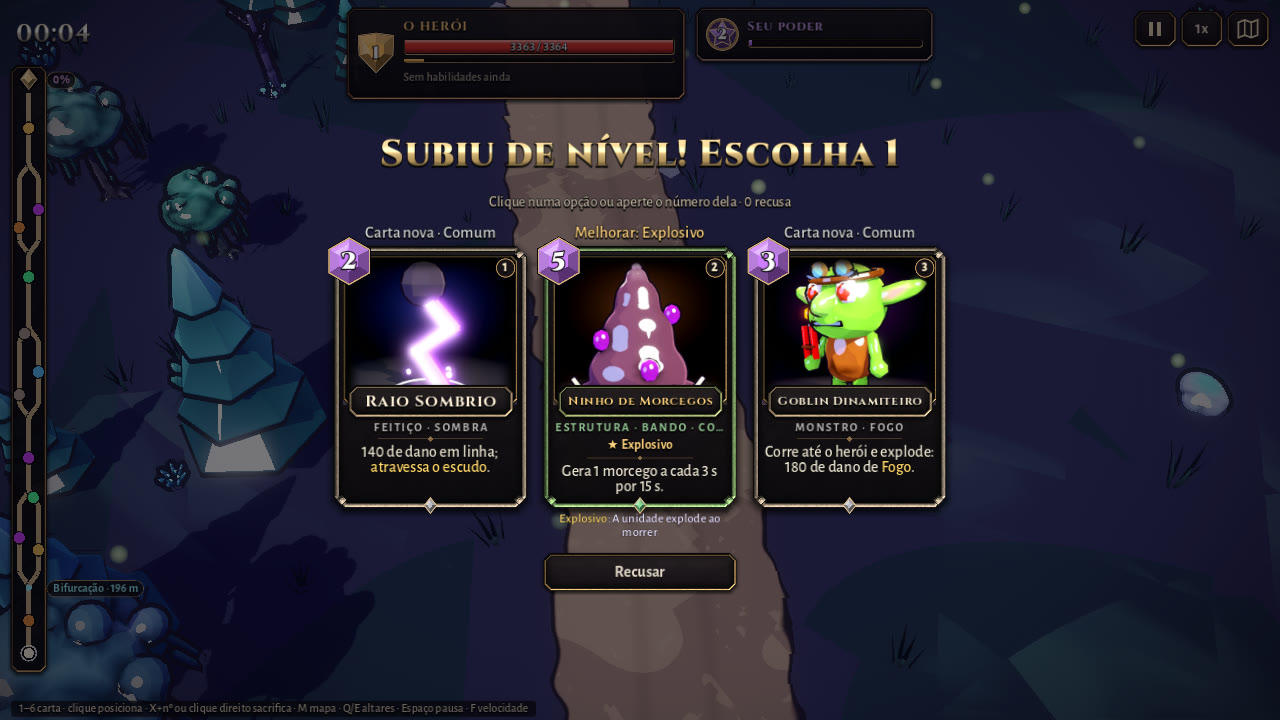 00:04
O HERÓI
1
3363 / 3364
Sem habilidades ainda
2
SEU PODER
1x
0%
SUBIU DE NÍVEL! ESCOLHA 1
Clique numa opção ou aperte o número dela · 0 recusa
Carta nova · Comum
2
1
RAIO SOMBRIO
FEITIÇO · SOMBRA
140 de dano em linha;
atravessa o escudo.
Melhorar: Explosivo
5
2
NINHO DE MORCEGOS
ESTRUTURA · BANDO · CO...
★ Explosivo
Gera 1 morcego a cada 3 s
por 15 s.
Explosivo: A unidade explode ao
morrer
Carta nova · Comum
3
3
GOBLIN DINAMITEIRO
MONSTRO · FOGO
Corre até o herói e explode:
180 de dano de Fogo.
Recusar
Bifurcação · 196 m
1–6 carta · clique posiciona · X+nº ou clique direito sacrifica · M mapa · Q/E altares · Espaço pausa · F velocidade